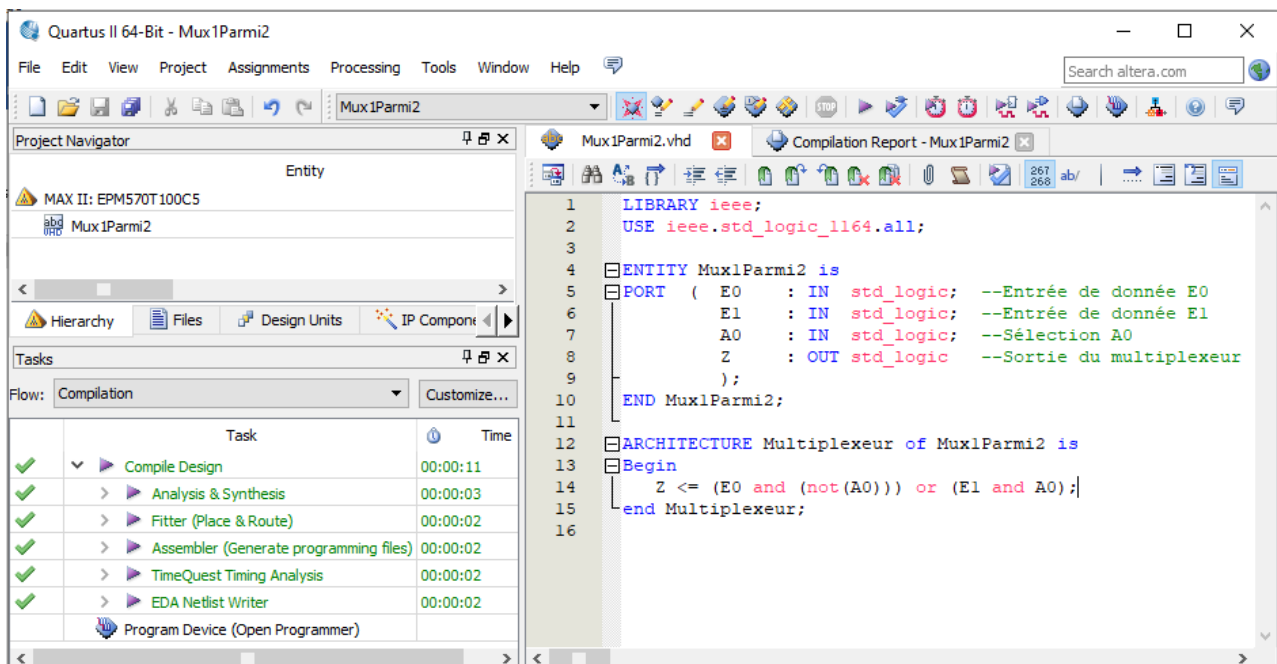 Quartus II 64-Bit - Mux1Parmi2
File Edit View Project Assignments Processing Tools Window Help
Search altera.com
Mux1Parmi2
STOP
Project Navigator
Entity
MAX II: EPM570T100C5
abd
VHD
Mux1Parmi2
Hierarchy Files Design Units IP Compone
Tasks
Flow: Compilation Customize...
Task Time
Compile Design 00:00:11
Analysis & Synthesis 00:00:03
Fitter (Place & Route) 00:00:02
Assembler (Generate programming files) 00:00:02
TimeQuest Timing Analysis 00:00:02
EDA Netlist Writer 00:00:02
Program Device (Open Programmer)
Mux1Parmi2.vhd Compilation Report - Mux1Parmi2
267
268 ab/
1 LIBRARY ieee;
2 USE ieee.std_logic_1164.all;
3
4 ENTITY Mux1Parmi2 is
5 PORT ( E0 : IN std_logic; --Entrée de donnée E0
6 E1 : IN std_logic; --Entrée de donnée E1
7 A0 : IN std_logic; --Sélection A0
8 Z : OUT std_logic --Sortie du multiplexeur
9 );
10 END Mux1Parmi2;
11
12 ARCHITECTURE Multiplexeur of Mux1Parmi2 is
13 Begin
14 Z <= (E0 and (not(A0))) or (E1 and A0);
15 end Multiplexeur;
16